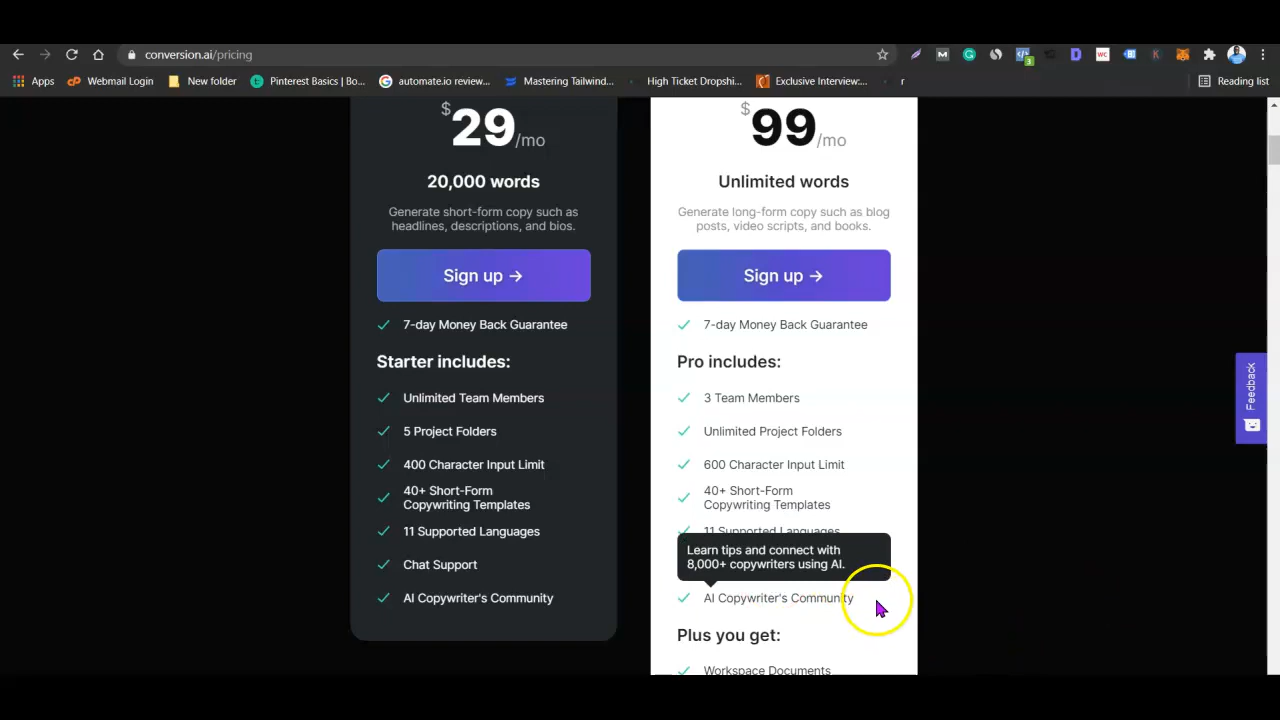 conversion.ai/pricing
3
Apps
Webmail Login
New folder
Pinterest Basics | Bo...
automate.io review...
Mastering Tailwind...
High Ticket Dropshi...
Exclusive Interview:...
r
Reading list
$29/mo
20,000 words
Generate short-form copy such as
headlines, descriptions, and bios.
Sign up →
7-day Money Back Guarantee
Starter includes:
Unlimited Team Members
5 Project Folders
400 Character Input Limit
40+ Short-Form
Copywriting Templates
11 Supported Languages
Chat Support
AI Copywriter's Community
$99/mo
Unlimited words
Generate long-form copy such as blog
posts, video scripts, and books.
Sign up →
7-day Money Back Guarantee
Pro includes:
3 Team Members
Unlimited Project Folders
600 Character Input Limit
40+ Short-Form
Copywriting Templates
11 Supported Languages
Learn tips and connect with
8,000+ copywriters using AI.
AI Copywriter's Community
Plus you get:
Workspace Documents
Feedback